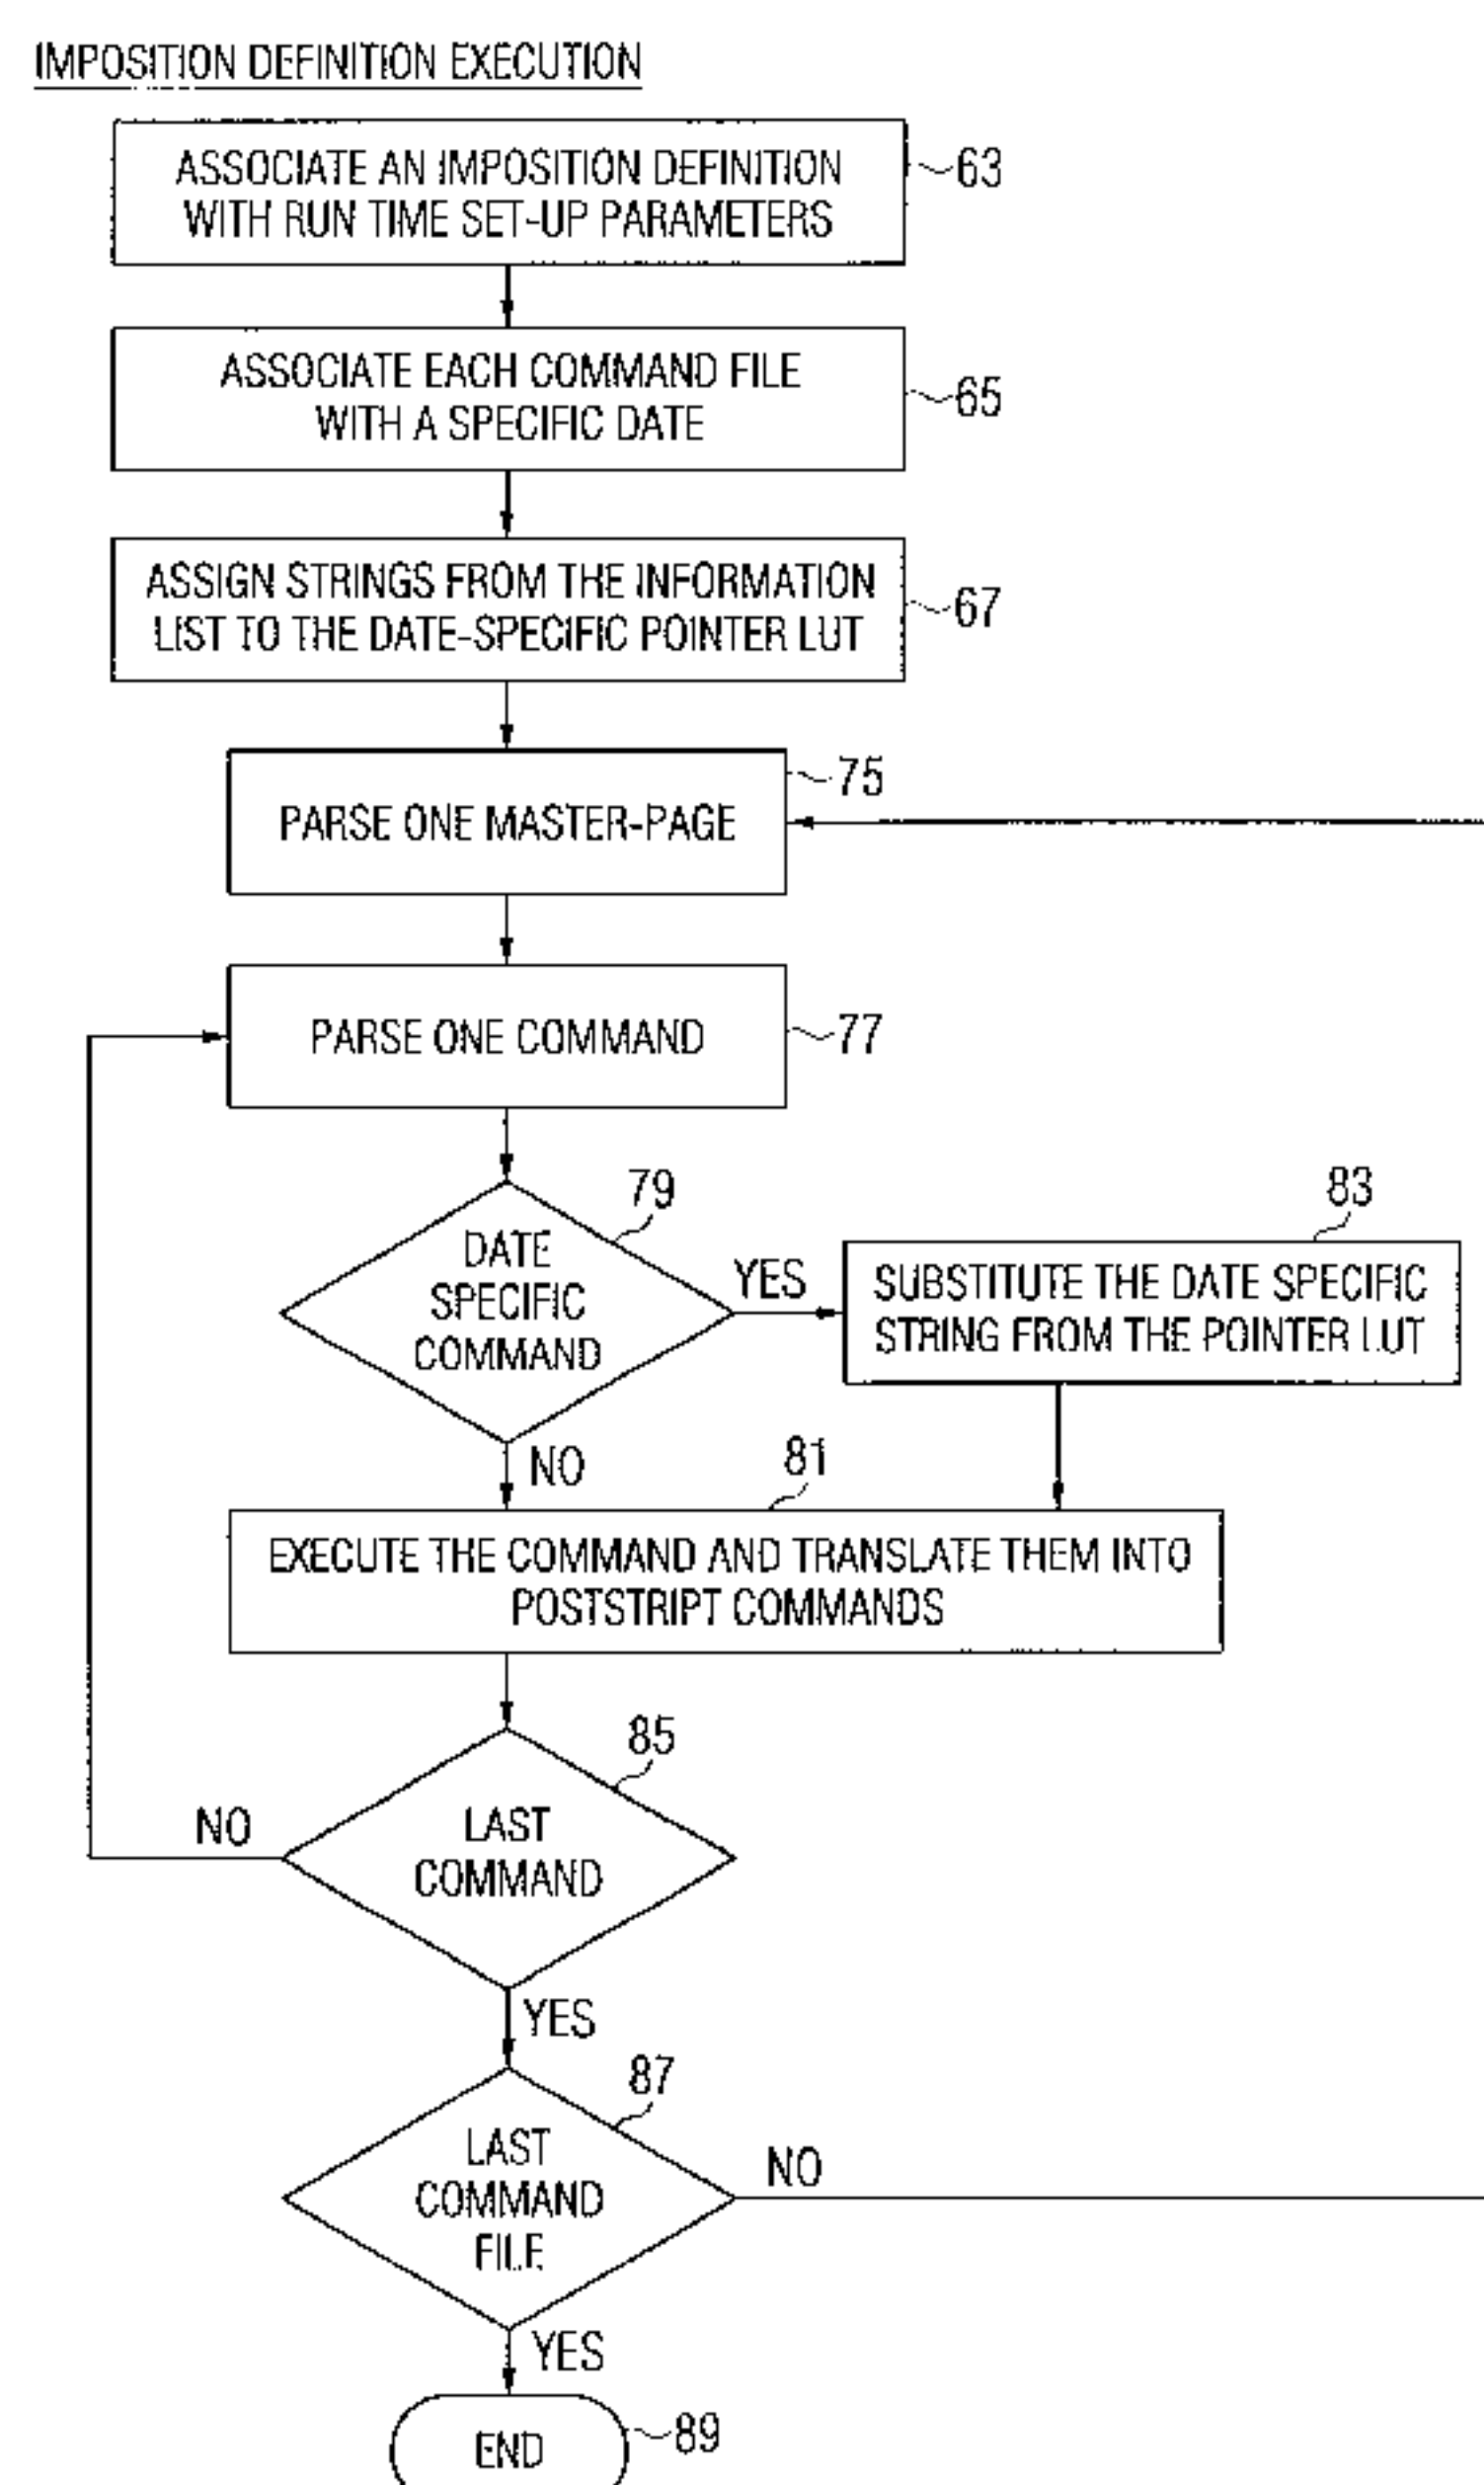 IMPOSITION DEFINITION EXECUTION
ASSOCIATE AN IMPOSITION DEFINITION
WITH RUN TIME SET-UP PARAMETERS
63
ASSOCIATE EACH COMMAND FILE
WITH A SPECIFIC DATE
65
ASSIGN STRINGS FROM THE INFORMATION
LIST TO THE DATE-SPECIFIC POINTER LUT
67
75
PARSE ONE MASTER-PAGE
PARSE ONE COMMAND
77
79
DATE
SPECIFIC
COMMAND
YES
83
SUBSTITUTE THE DATE SPECIFIC
STRING FROM THE POINTER LUT
NO
81
EXECUTE THE COMMAND AND TRANSLATE THEM INTO
POSTSTRIPT COMMANDS
85
LAST
COMMAND
NO
YES
87
LAST
COMMAND
FILE
NO
YES
END
89